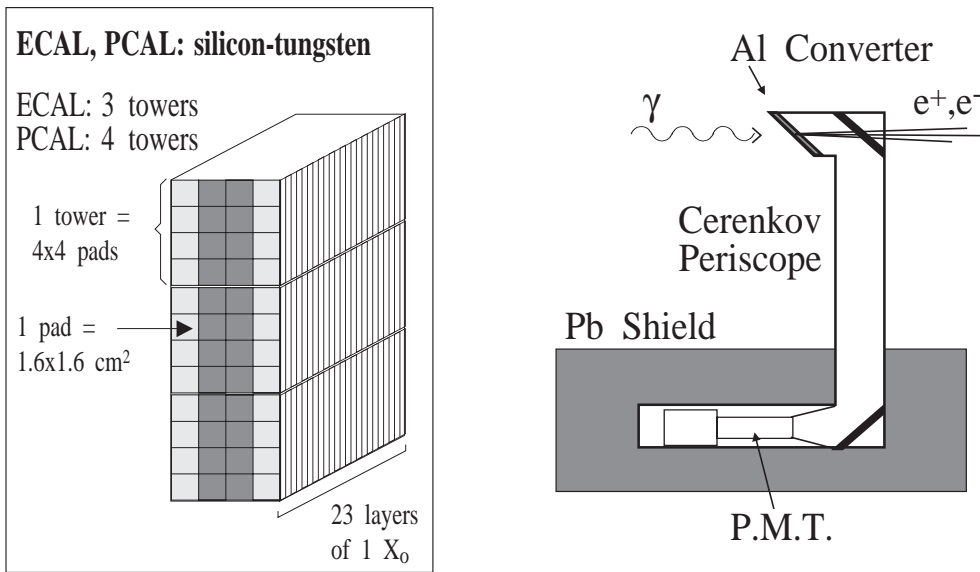 ECAL, PCAL: silicon-tungsten
ECAL: 3 towers
PCAL: 4 towers
1 tower =
4x4 pads
1 pad =
1.6x1.6 cm²
23 layers
of 1 Xₒ
Al Converter
γ
e⁺,e⁻
Cerenkov
Periscope
Pb Shield
P.M.T.